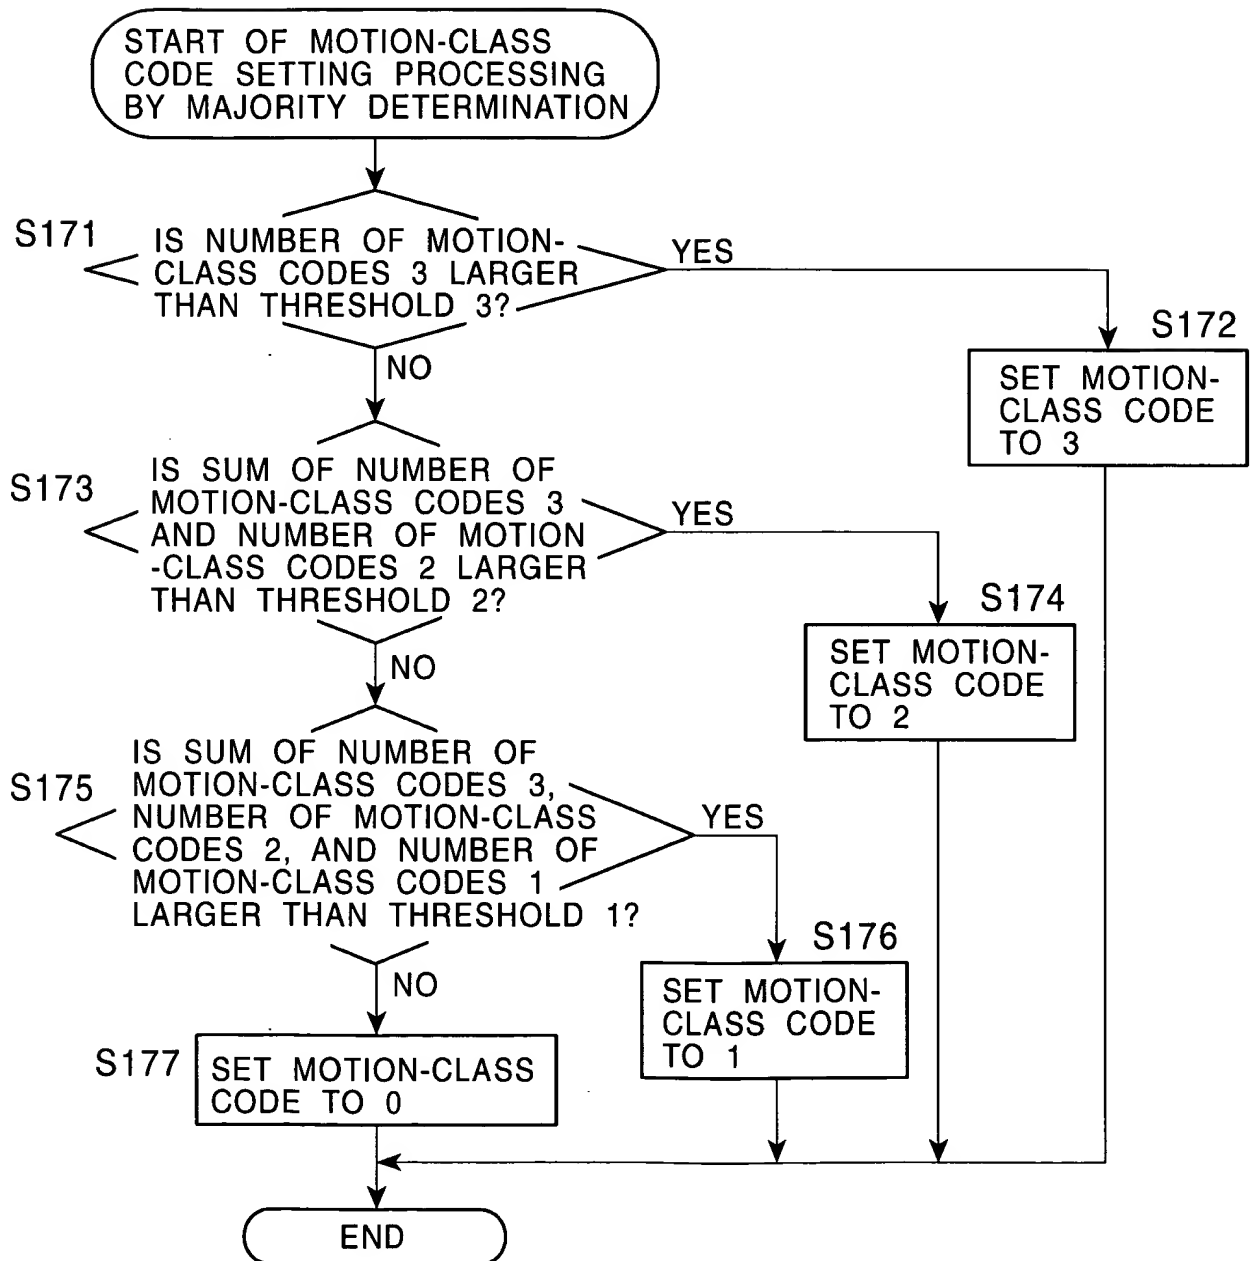 START OF MOTION-CLASS
CODE SETTING PROCESSING
BY MAJORITY DETERMINATION
S171
IS NUMBER OF MOTION-
CLASS CODES 3 LARGER
THAN THRESHOLD 3?
YES
NO
S172
SET MOTION-
CLASS CODE
TO 3
S173
IS SUM OF NUMBER OF
MOTION-CLASS CODES 3
AND NUMBER OF MOTION
-CLASS CODES 2 LARGER
THAN THRESHOLD 2?
YES
NO
S174
SET MOTION-
CLASS CODE
TO 2
S175
IS SUM OF NUMBER OF
MOTION-CLASS CODES 3,
NUMBER OF MOTION-CLASS
CODES 2, AND NUMBER OF
MOTION-CLASS CODES 1
LARGER THAN THRESHOLD 1?
YES
NO
S176
SET MOTION-
CLASS CODE
TO 1
S177
SET MOTION-CLASS
CODE TO 0
END